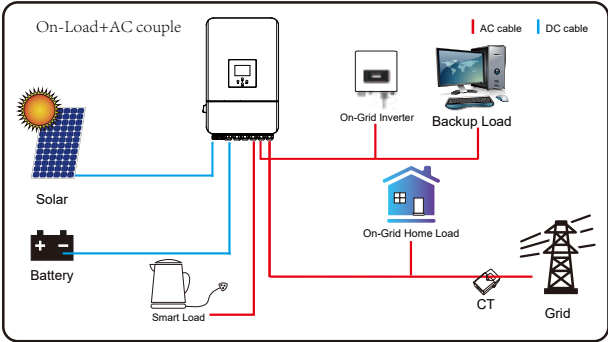 On-Load+AC couple
AC cable
DC cable
On-Grid Inverter
Backup Load
Solar
On-Grid Home Load
Battery
Smart Load
CT
Grid